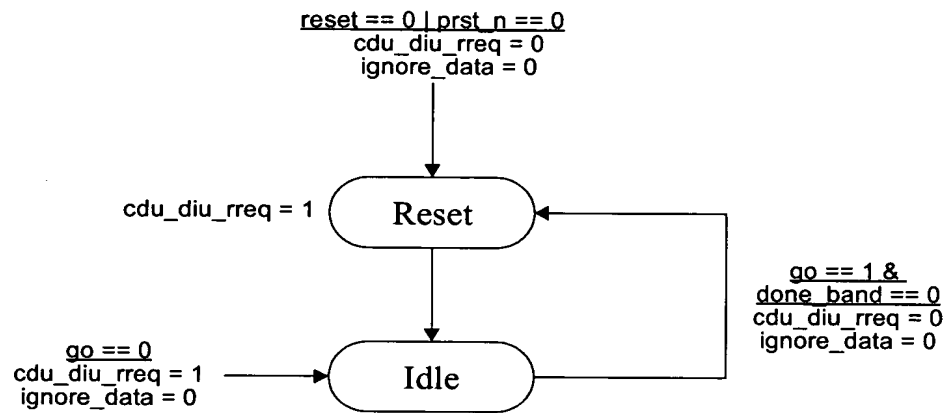 reset == 0 | prst_n == 0
cdu_diu_rreq = 0
ignore_data = 0
cdu_diu_rreq = 1
Reset
go == 1 &
done_band == 0
cdu_diu_rreq = 0
ignore_data = 0
go == 0
cdu_diu_rreq = 1
ignore_data = 0
Idle